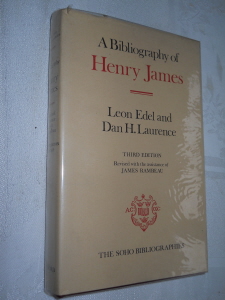 A Bibliography of
Henry James
Leon Edel and
Dan H. Laurence
THIRD EDITION
Revised with the assistance of
JAMES RAMBEAU
THE SOHO BIBLIOGRAPHIES